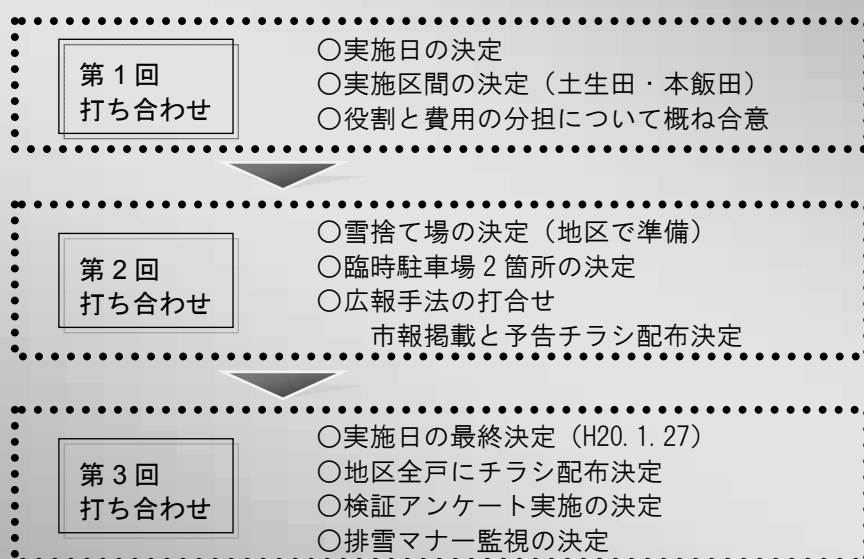 第1回
打ち合わせ
○実施日の決定
○実施区間の決定（土生田・本飯田）
○役割と費用の分担について概ね合意
第2回
打ち合わせ
○雪捨て場の決定（地区で準備）
○臨時駐車場2箇所の決定
○広報手法の打合せ
市報掲載と予告チラシ配布決定
第3回
打ち合わせ
○実施日の最終決定（H20.1.27）
○地区全戸にチラシ配布決定
○検証アンケート実施の決定
○排雪マナー監視の決定